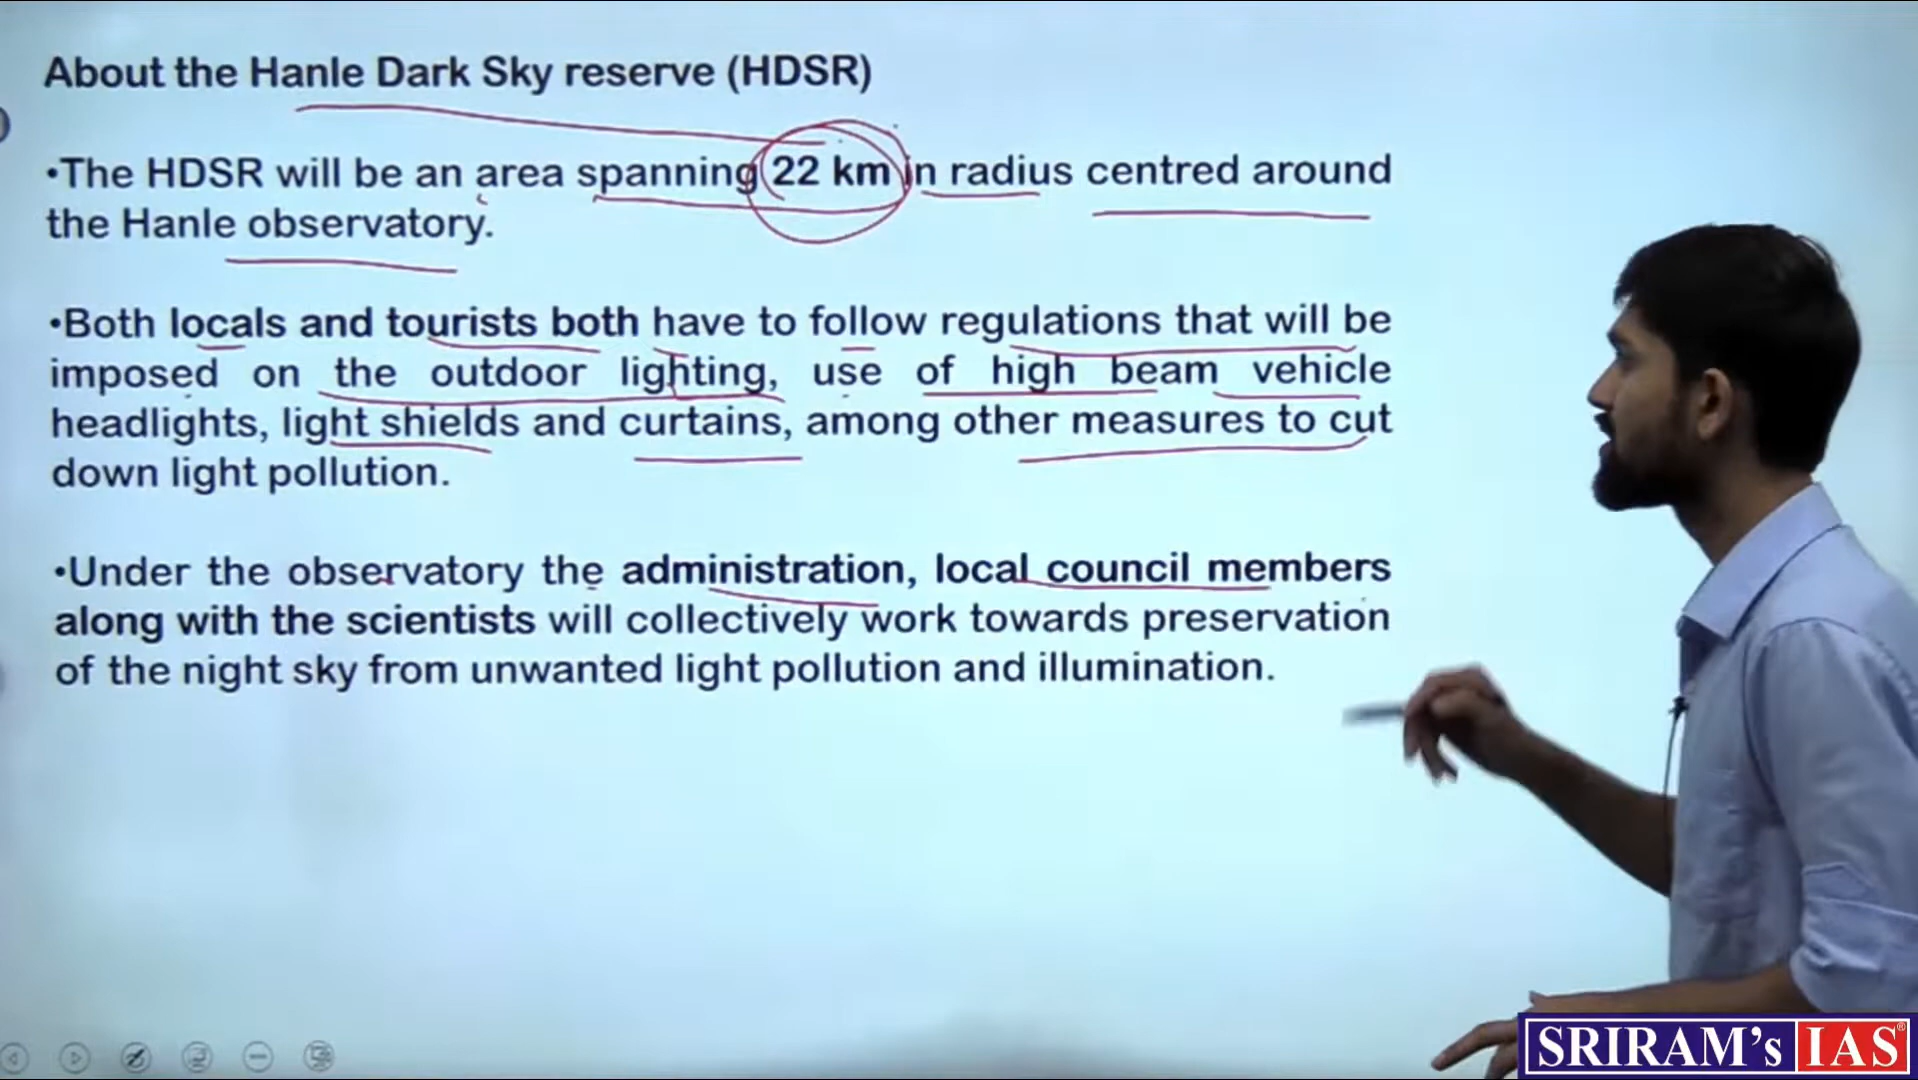 About the Hanle Dark Sky reserve (HDSR)
•The HDSR will be an area spanning 22 km in radius centred around
the Hanle observatory.
•Both locals and tourists both have to follow regulations that will be
imposed on the outdoor lighting, use of high beam vehicle
headlights, light shields and curtains, among other measures to cut
down light pollution.
•Under the observatory the administration, local council members
along with the scientists will collectively work towards preservation
of the night sky from unwanted light pollution and illumination.
SRIRAM's IAS®